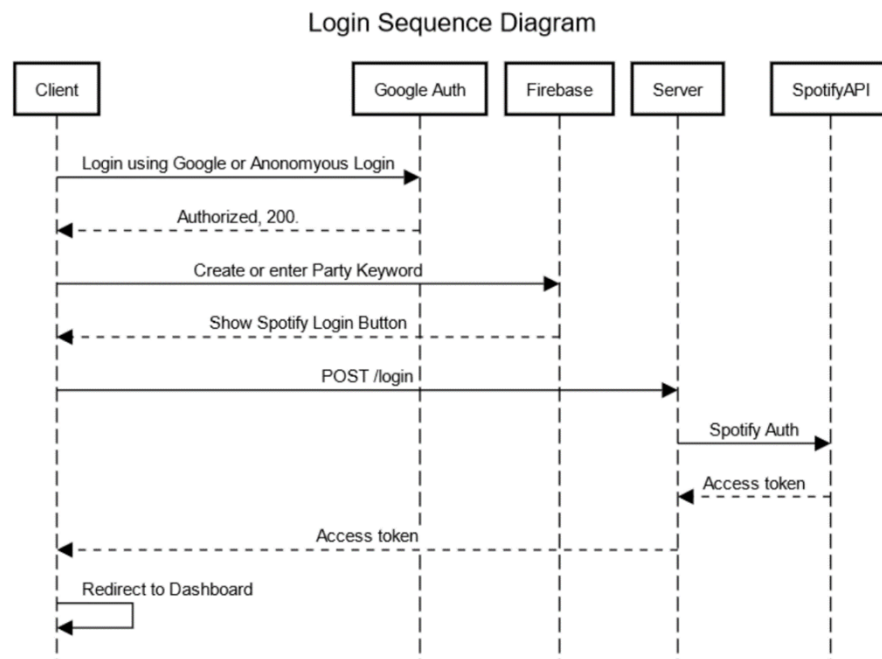 Login Sequence Diagram
Client
Google Auth
Firebase
Server
SpotifyAPI
Login using Google or Anonomyous Login
Authorized, 200.
Create or enter Party Keyword
Show Spotify Login Button
POST /login
Spotify Auth
Access token
Access token
Redirect to Dashboard